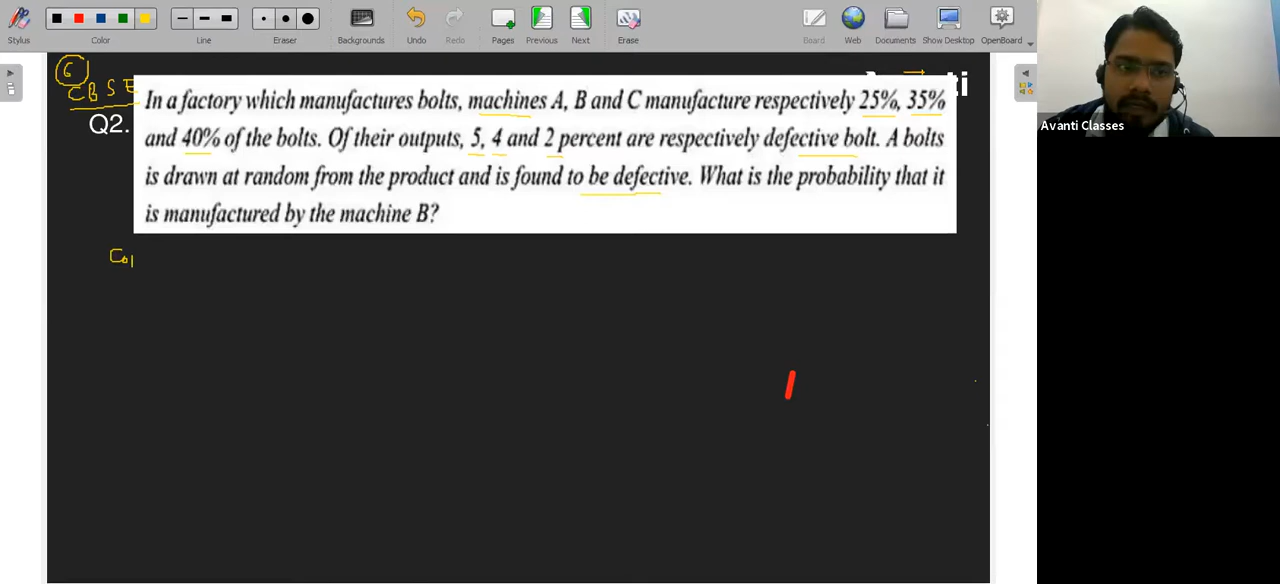 Stylus
Color
Line
Eraser
Backgrounds
Undo
Redo
Pages
Previous
Next
Erase
Board
Web
Documents
Show Desktop
OpenBoard
6
CBSE
Q2.
In a factory which manufactures bolts, machines A, B and C manufacture respectively 25%, 35%
and 40% of the bolts. Of their outputs, 5, 4 and 2 percent are respectively defective bolt. A bolts
is drawn at random from the product and is found to be defective. What is the probability that it
is manufactured by the machine B?
Avanti Classes